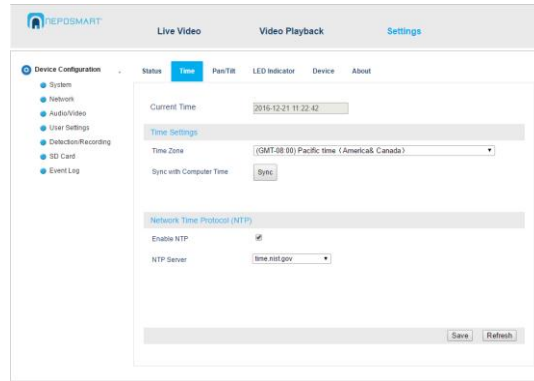 NEPOSMART
Live Video Video Playback Settings
Device Configuration
System
Network
Audio/Video
User Settings
Detection/Recording
SD Card
Event Log
Status Time Pan/Tilt LED Indicator Device About
Current Time 2016-12-21 11:22:42
Time Settings
Time Zone (GMT-08:00) Pacific time (America& Canada)
Sync with Computer Time Sync
Network Time Protocol (NTP)
Enable NTP
NTP Server time.nist.gov
Save Refresh